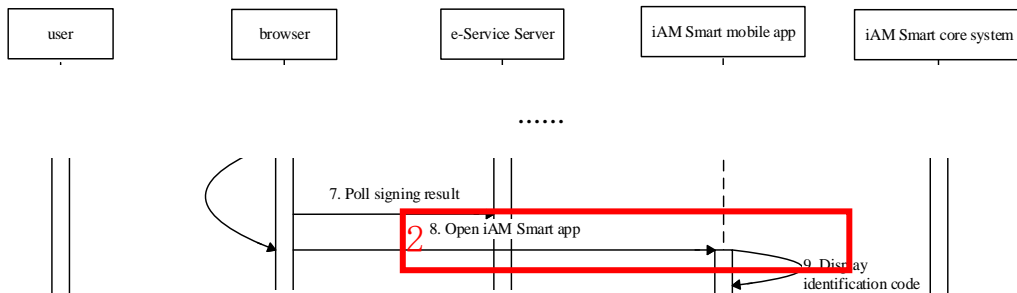 user
browser
e-Service Server
iAM Smart mobile app
iAM Smart core system
......
7. Poll signing result
2
8. Open iAM Smart app
9. Display
identification code